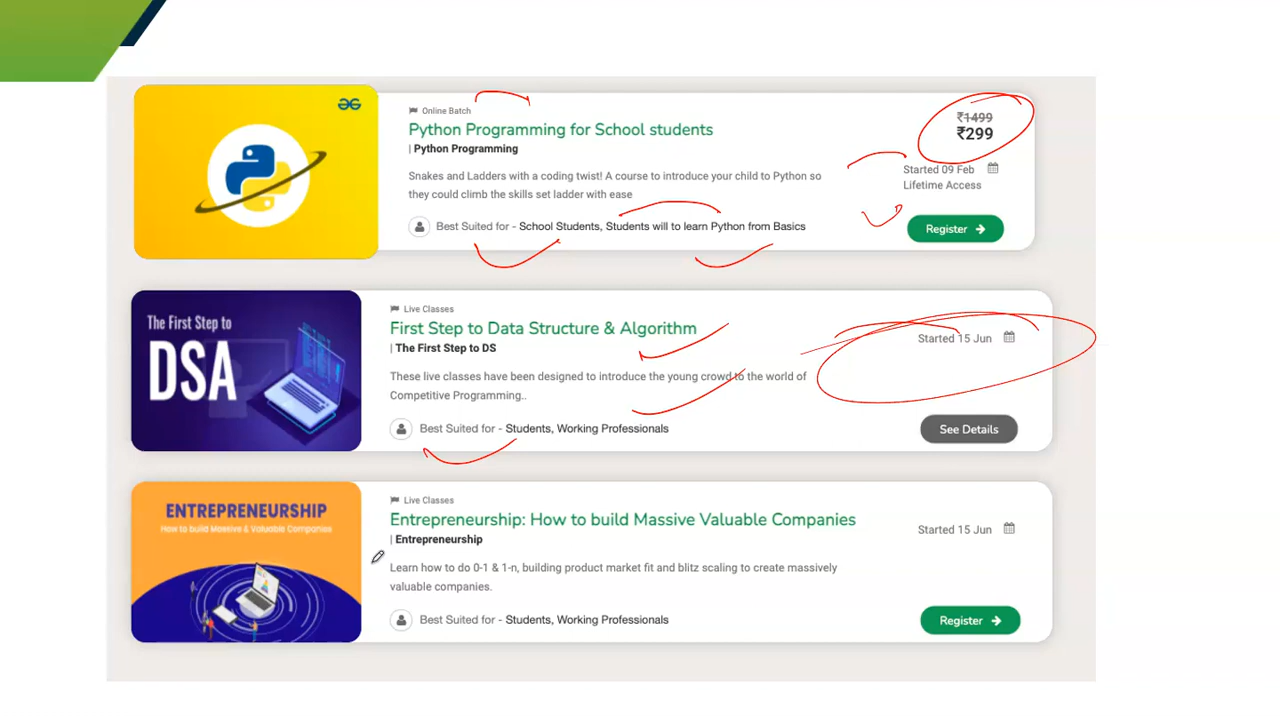 Online Batch
Python Programming for School students
| Python Programming
Snakes and Ladders with a coding twist! A course to introduce your child to Python so
they could climb the skills set ladder with ease
Best Suited for - School Students, Students will to learn Python from Basics
₹1499
₹299
Started 09 Feb
Lifetime Access
Register
The First Step to
DSA
Live Classes
First Step to Data Structure & Algorithm
| The First Step to DS
These live classes have been designed to introduce the young crowd to the world of
Competitive Programming..
Best Suited for - Students, Working Professionals
Started 15 Jun
See Details
ENTREPRENEURSHIP
How to build Massive & Valuable Companies
Live Classes
Entrepreneurship: How to build Massive Valuable Companies
| Entrepreneurship
Learn how to do 0-1 & 1-n, building product market fit and blitz scaling to create massively
valuable companies.
Best Suited for - Students, Working Professionals
Started 15 Jun
Register